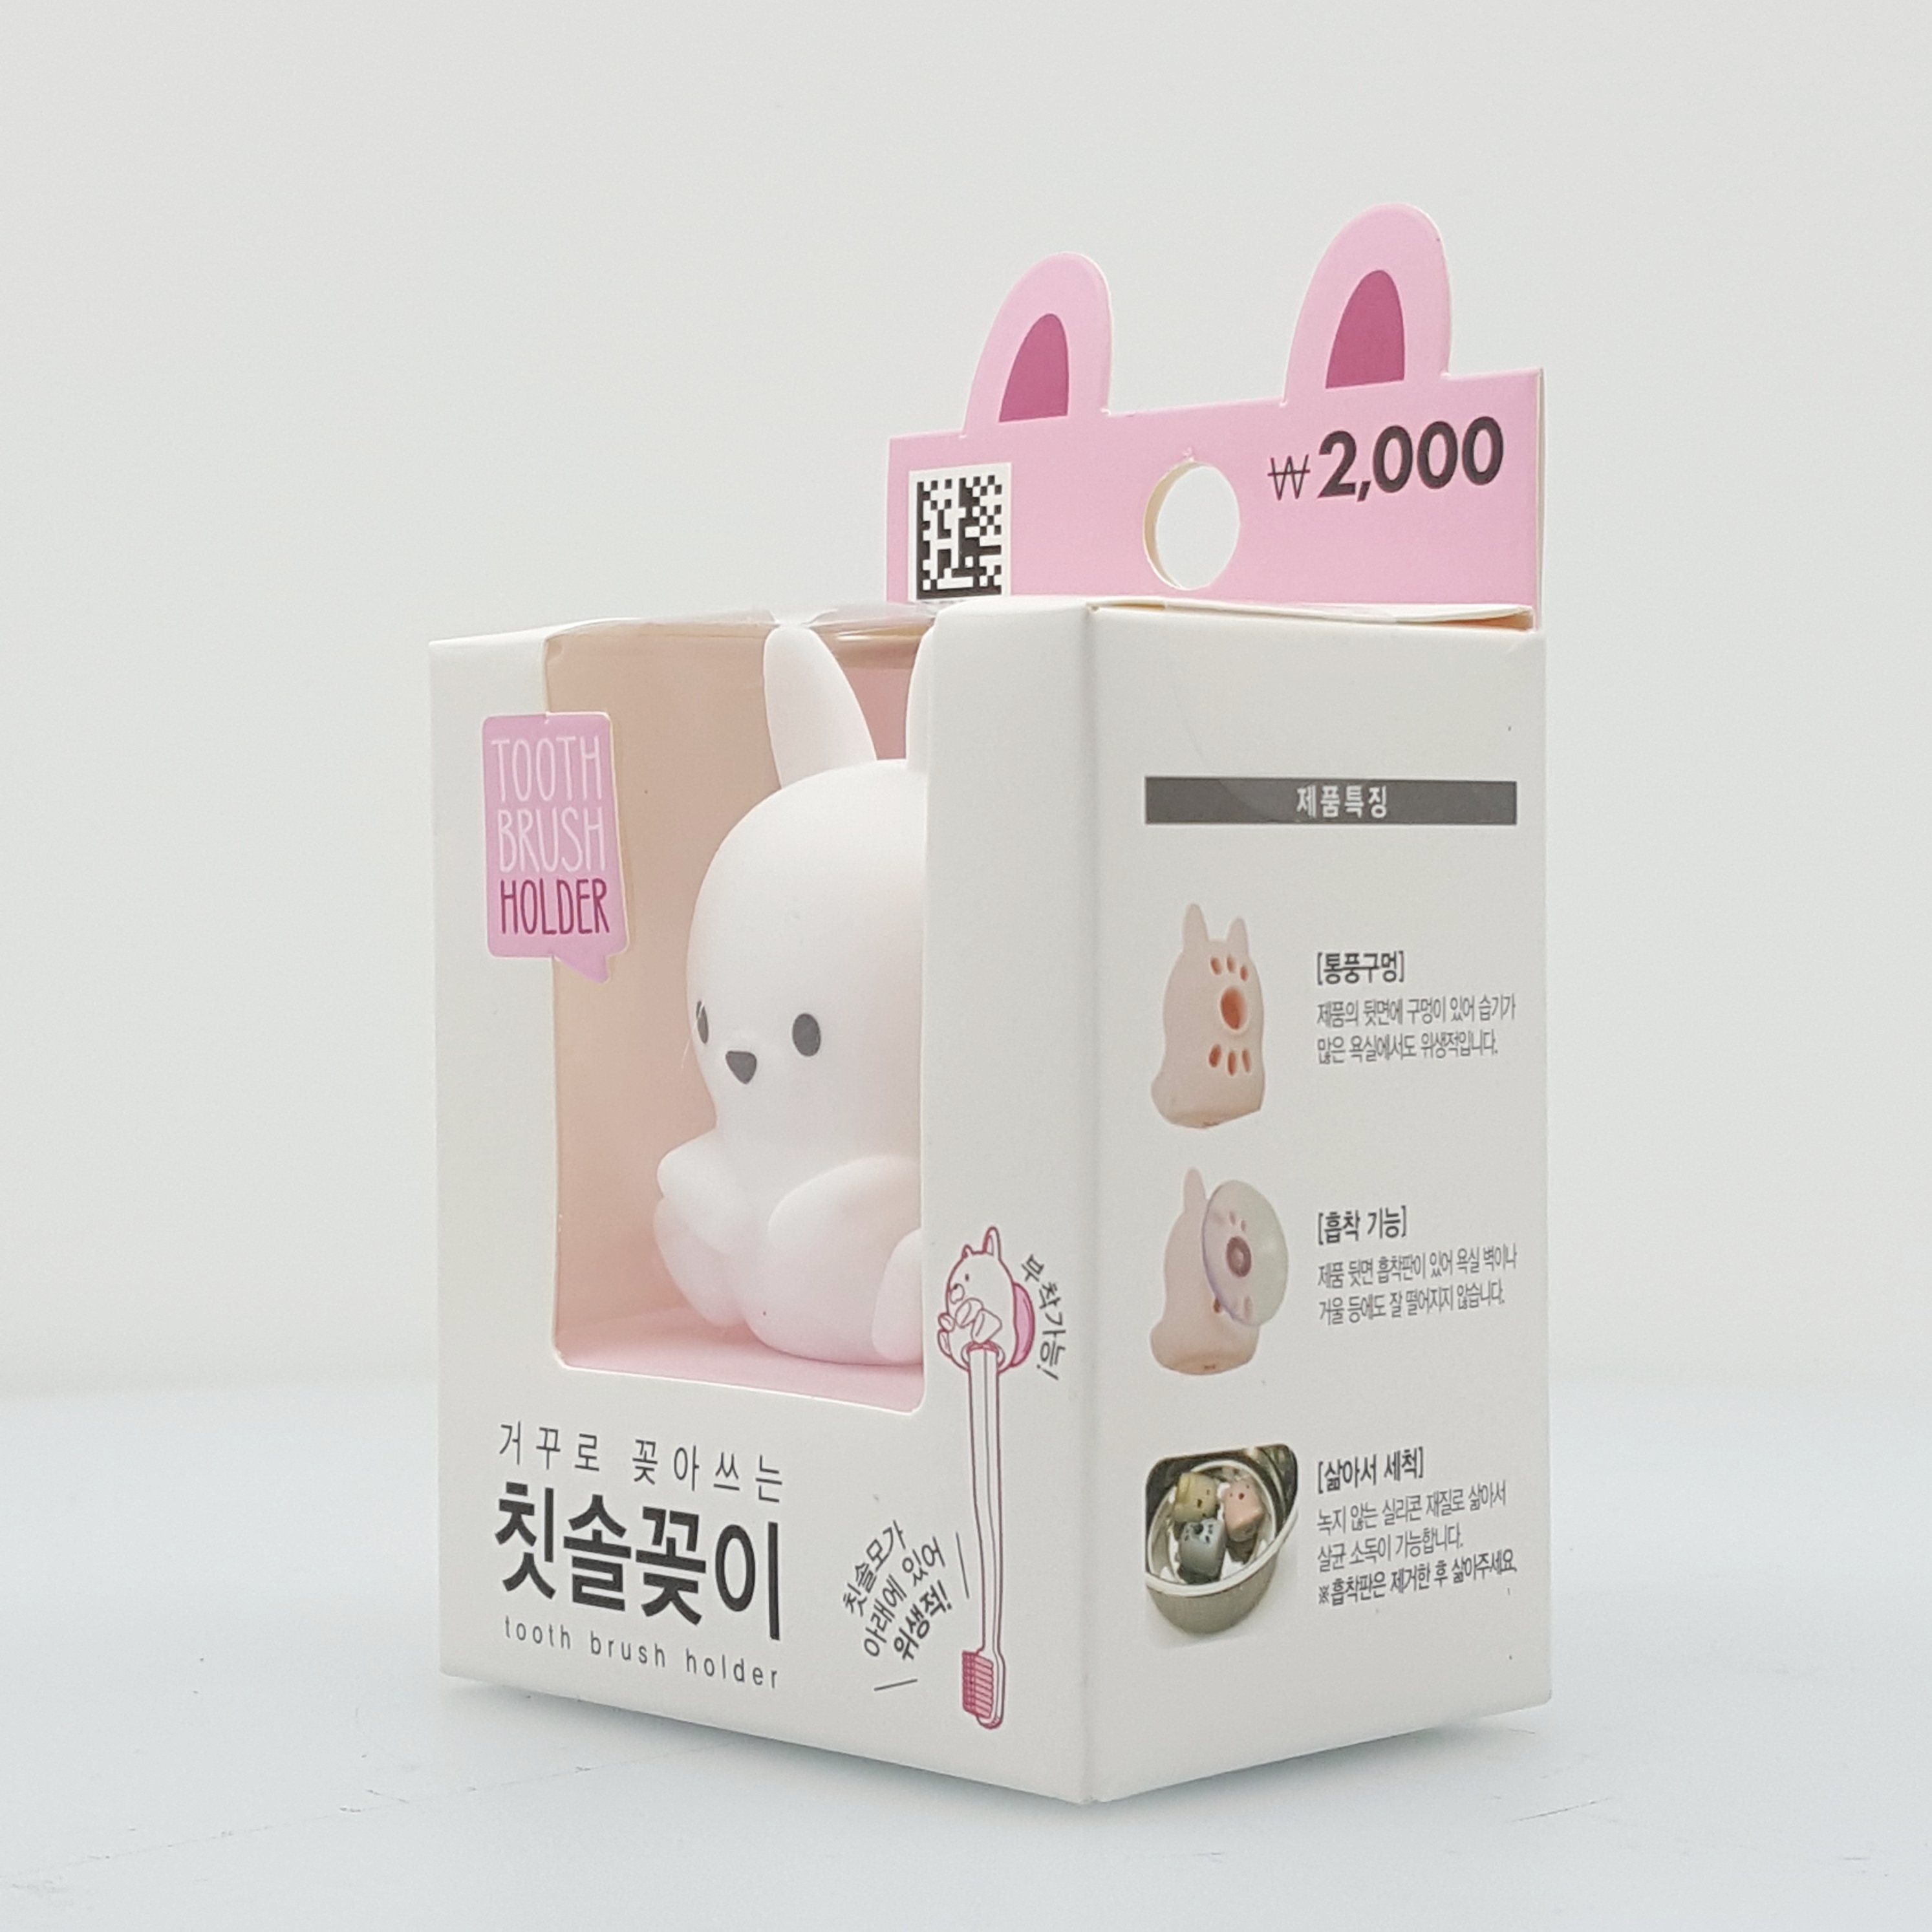 ₩2,000
TOOTH
BRUSH
HOLDER
거꾸로 꽂아쓰는
칫솔꽂이
tooth brush holder
부착가능!
칫솔모가
아래에 있어
위생적!
제품특징
[통풍구멍]
제품의 뒷면에 구멍이 있어 습기가
많은 욕실에서도 위생적입니다.
[흡착 기능]
제품 뒷면 흡착판이 있어 욕실 벽이나
거울 등에도 잘 떨어지지 않습니다.
[삶아서 세척]
녹지 않는 실리콘 재질로 삶아서
살균 소독이 가능합니다.
※흡착판은 제거한 후 삶아주세요.